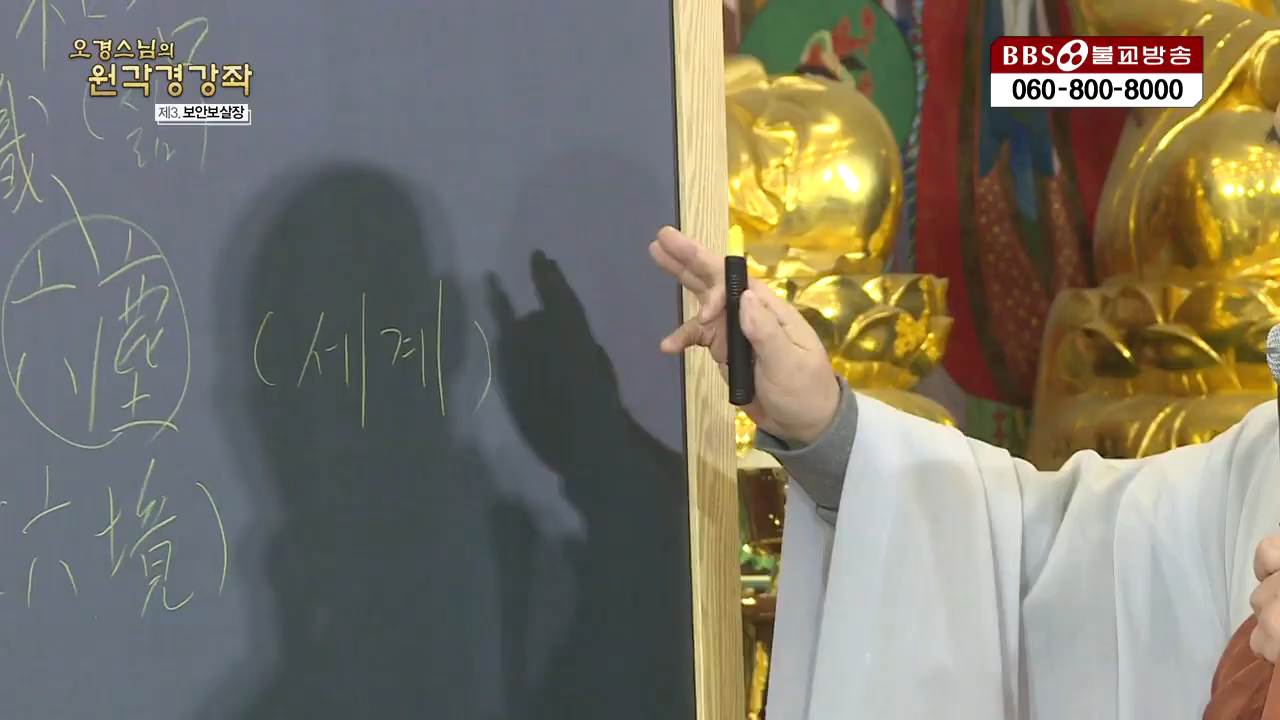 오경스님의
원각경강좌
제3. 보안보살장
BBS 불교방송
060-800-8000
識
六塵 (세계)
六境)